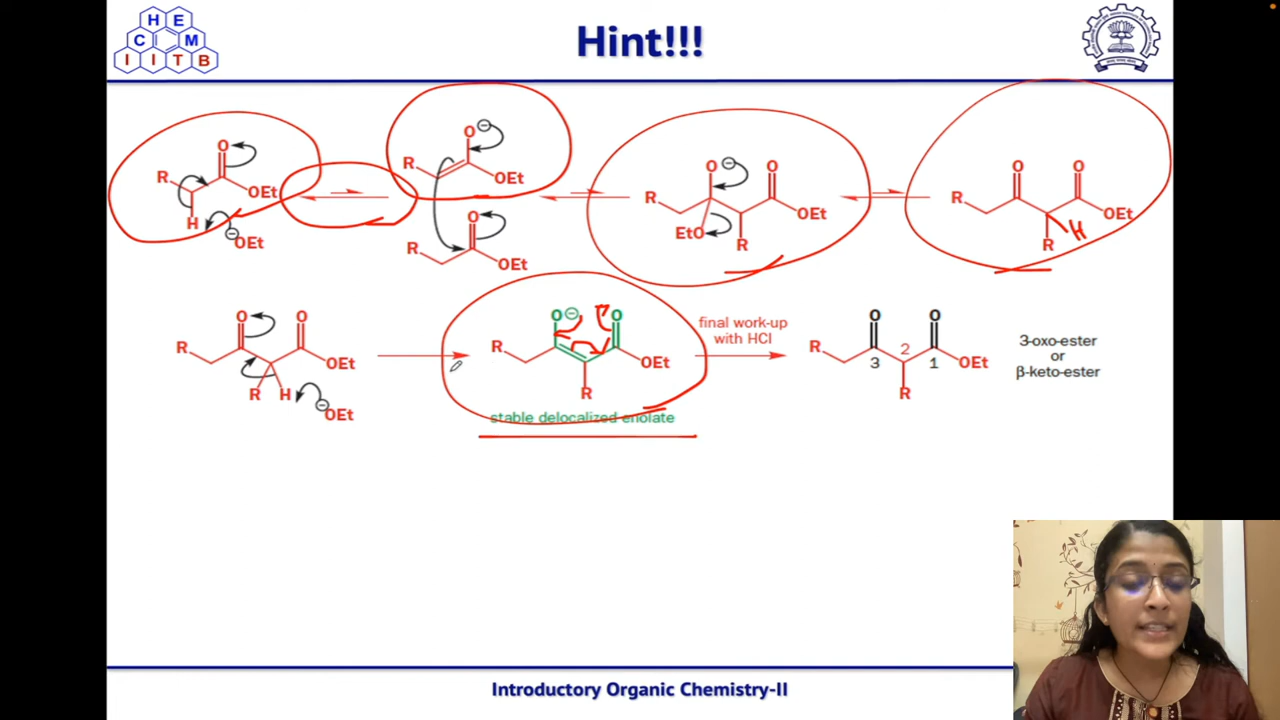 H E
C M
I I T B
Hint!!!
O ⊖
O
R
OEt
H
⊖
OEt
R
OEt
O
R
OEt
O ⊖ O
R
OEt
EtO
R
O O
R
OEt
R
H
O O
R
OEt
R H
⊖
OEt
O ⊖ O
R
OEt
R
stable delocalized enolate
final work-up
with HCl
O O
R
3 2 1
OEt
R
3-oxo-ester
or
β-keto-ester
Introductory Organic Chemistry-II